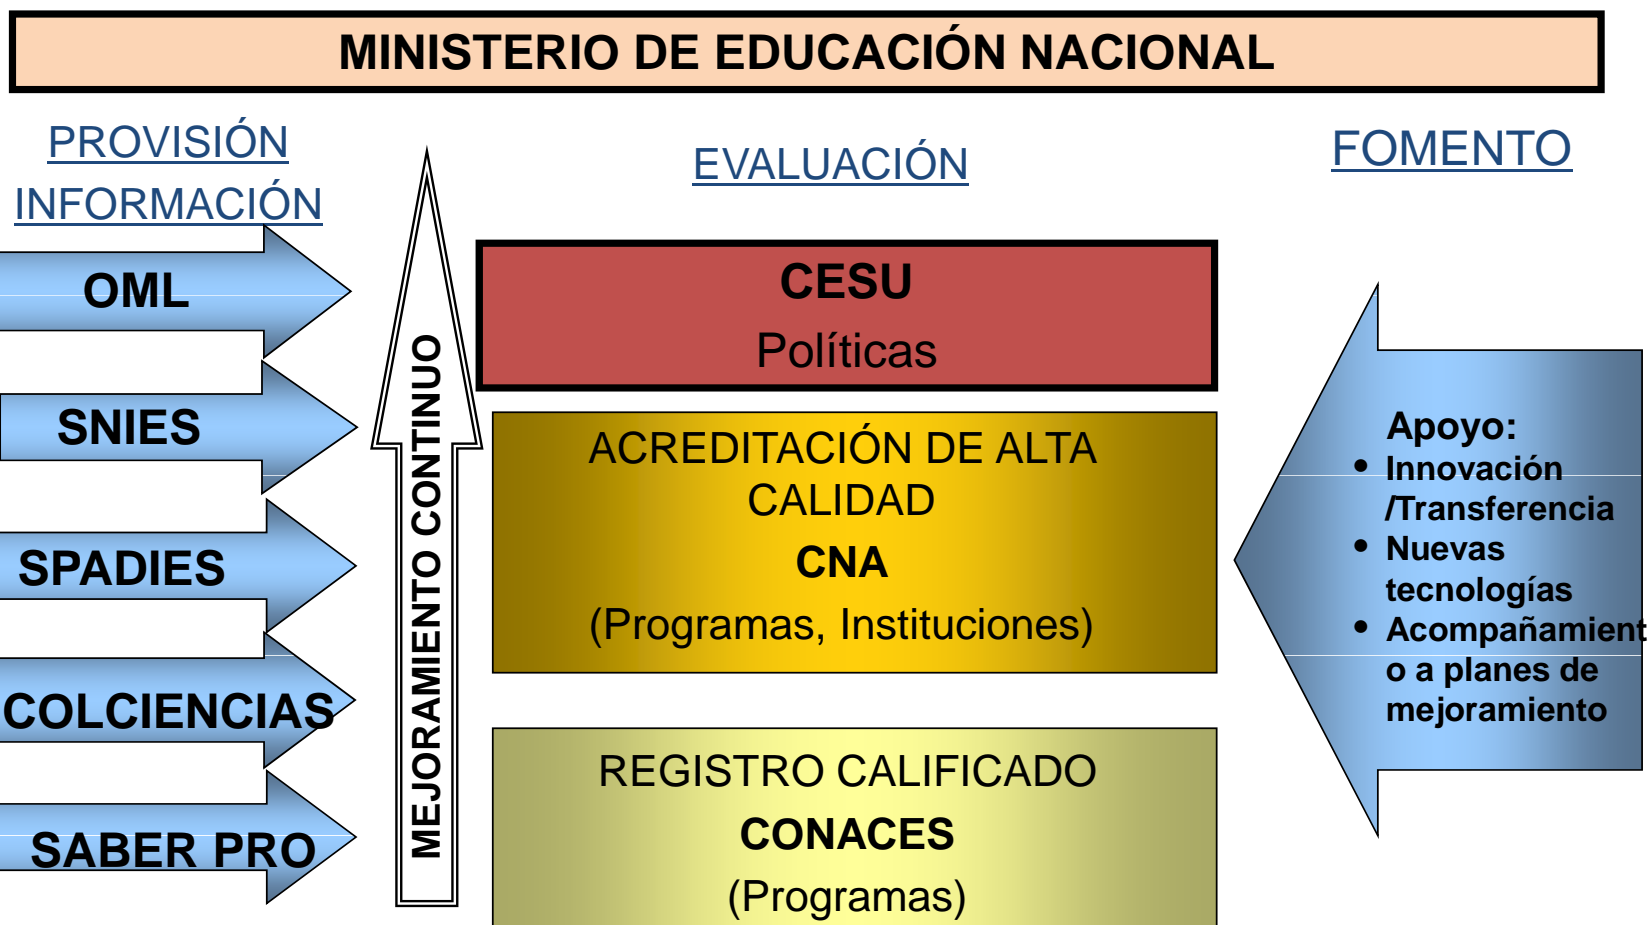 MINISTERIO DE EDUCACIÓN NACIONAL
PROVISIÓN
INFORMACIÓN
OML
SNIES
SPADIES
COLCIENCIAS
SABER PRO
MEJORAMIENTO CONTINUO
EVALUACIÓN
CESU
Políticas
ACREDITACIÓN DE ALTA
CALIDAD
CNA
(Programas, Instituciones)
REGISTRO CALIFICADO
CONACES
(Programas)
FOMENTO
Apoyo:
• Innovación
/Transferencia
• Nuevas
tecnologías
• Acompañamient
o a planes de
mejoramiento